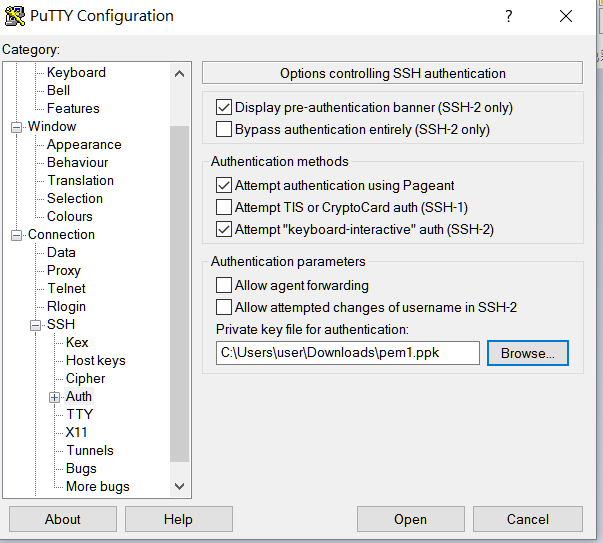 PuTTY Configuration
?
Category:
Keyboard
Bell
Features
Window
Appearance
Behaviour
Translation
Selection
Colours
Connection
Data
Proxy
Telnet
Rlogin
SSH
Kex
Host keys
Cipher
Auth
TTY
X11
Tunnels
Bugs
More bugs
Options controlling SSH authentication
Display pre-authentication banner (SSH-2 only)
Bypass authentication entirely (SSH-2 only)
Authentication methods
Attempt authentication using Pageant
Attempt TIS or CryptoCard auth (SSH-1)
Attempt "keyboard-interactive" auth (SSH-2)
Authentication parameters
Allow agent forwarding
Allow attempted changes of username in SSH-2
Private key file for authentication:
C:\Users\user\Downloads\pem1.ppk
Browse...
About
Help
Open
Cancel